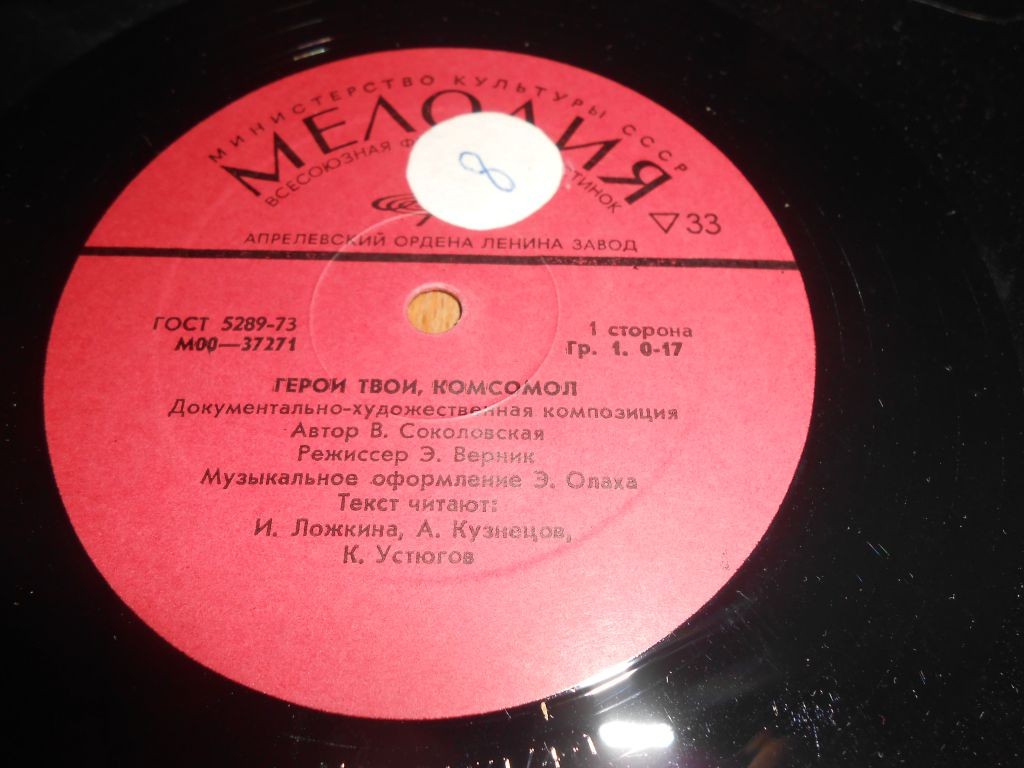 МИНИСТЕРСТВО КУЛЬТУРЫ СССР
МЕЛОДИЯ
ВСЕСОЮЗНАЯ
8
▽33
АПРЕЛЕВСКИЙ ОРДЕНА ЛЕНИНА ЗАВОД
ГОСТ 5289-73
М00—37271
1 сторона
Гр. 1. 0-17
ГЕРОИ ТВОИ, КОМСОМОЛ
Документально-художественная композиция
Автор В. Соколовская
Режиссер Э. Верник
Музыкальное оформление Э. Олаха
Текст читают:
И. Ложкина, А. Кузнецов,
К. Устюгов